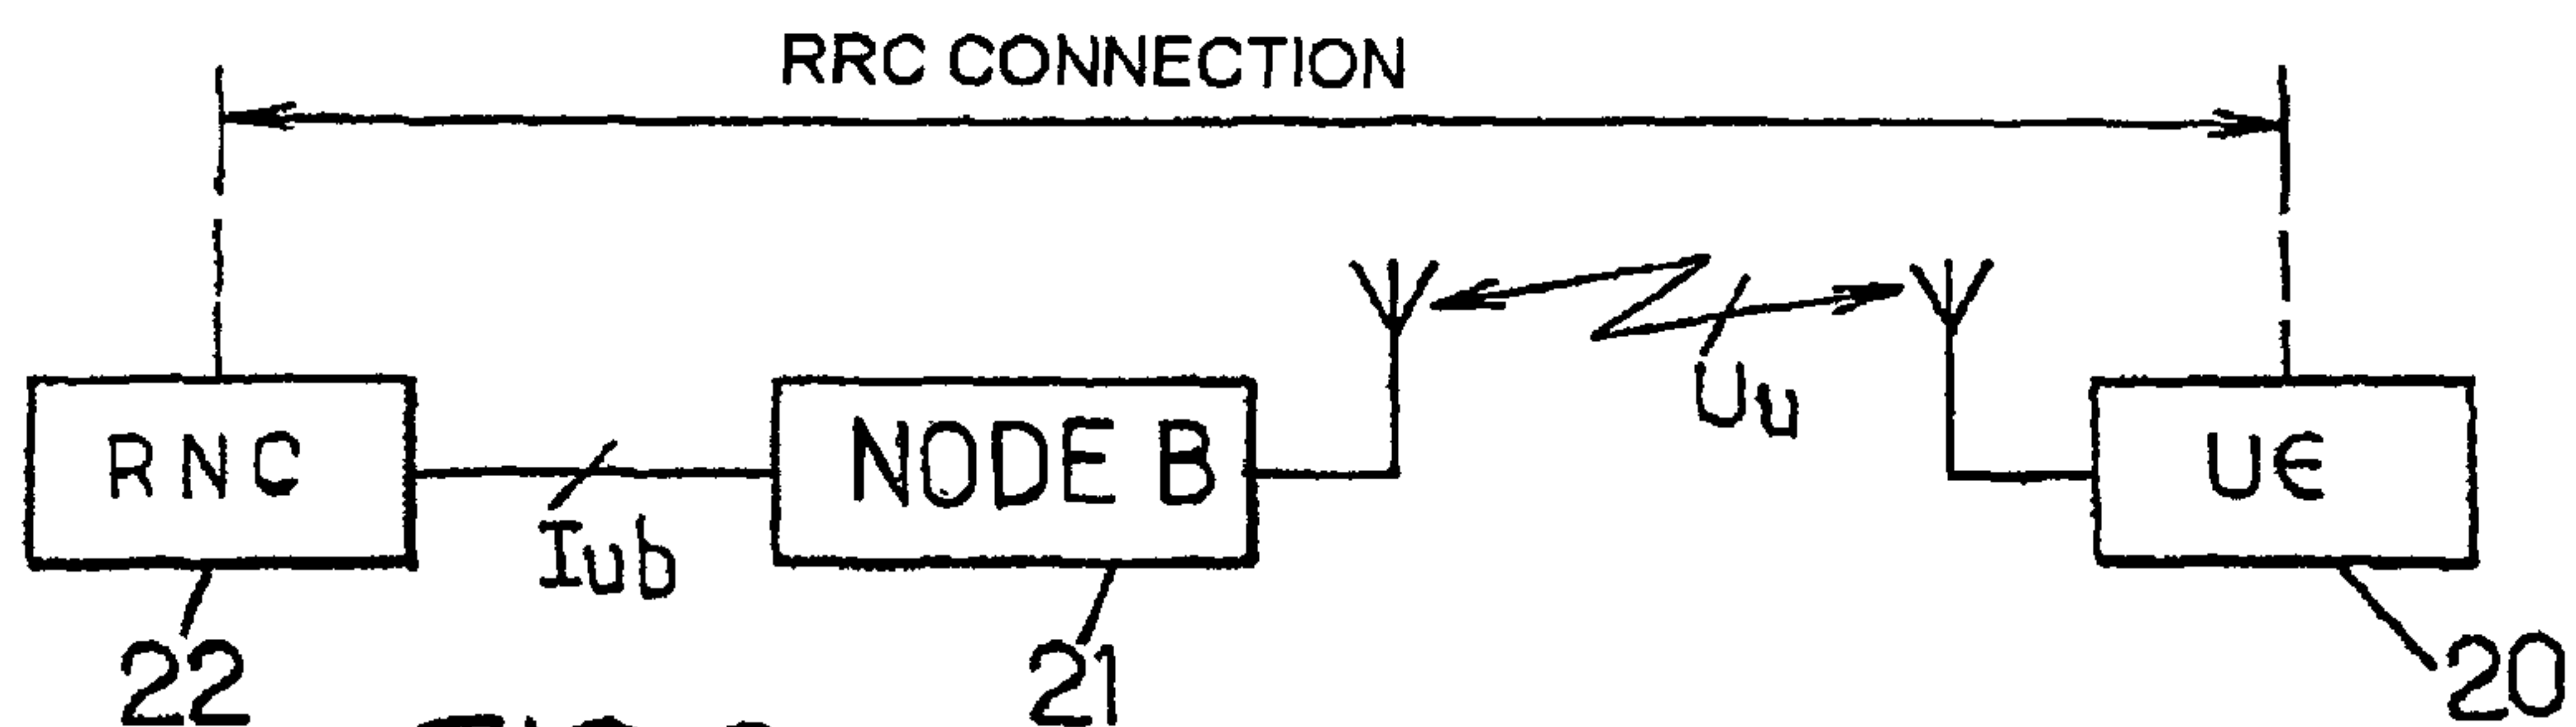 RRC CONNECTION
RNC
Iub
NODE B
Uu
UE
22
21
20